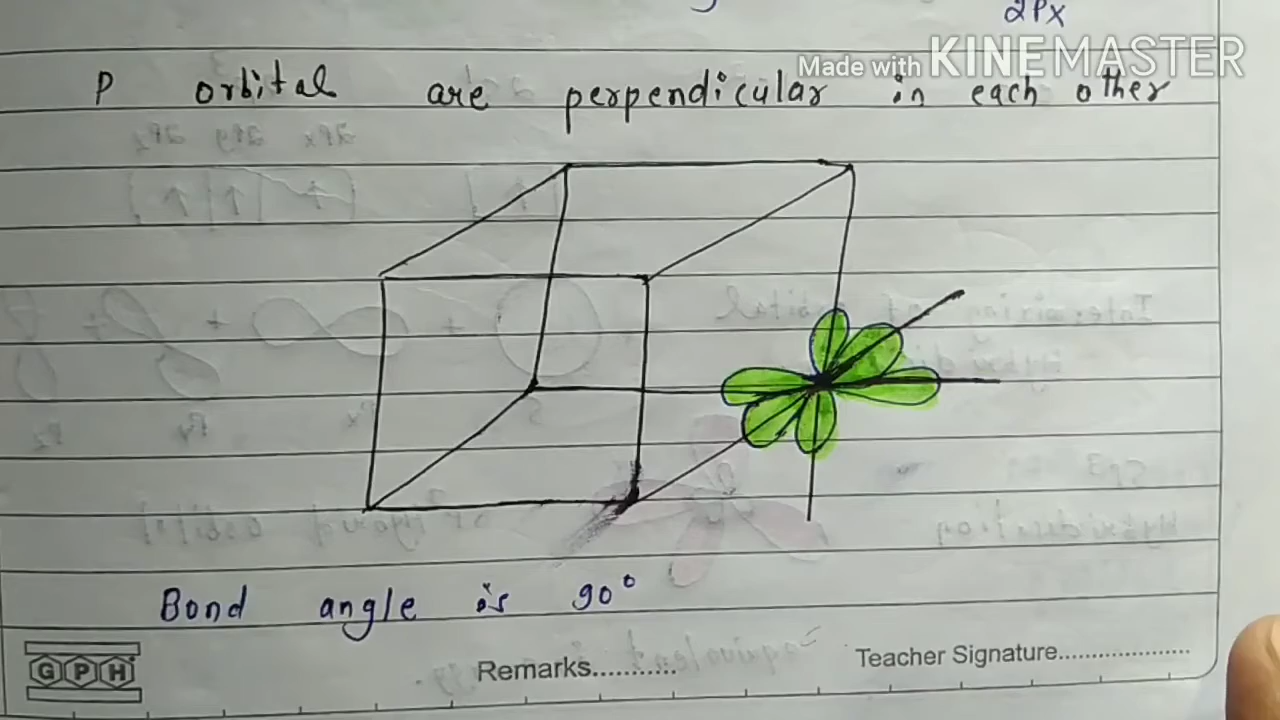 2Px
Made with KINEMASTER
P orbital are perpendicular in each other
Bond angle is 90°
GPH
Remarks...........
Teacher Signature....................